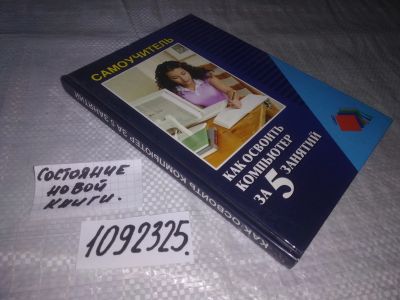 САМОУЧИТЕЛЬ
КАК ОСВОИТЬ
КОМПЬЮТЕР
ЗА 5 ЗАНЯТИЙ
КАК ОСВОИТЬ КОМПЬЮТЕР ЗА 5 ЗАНЯТИЙ
СОСТОЯНИЕ
НОВОЙ
КНИГИ.
1092325.